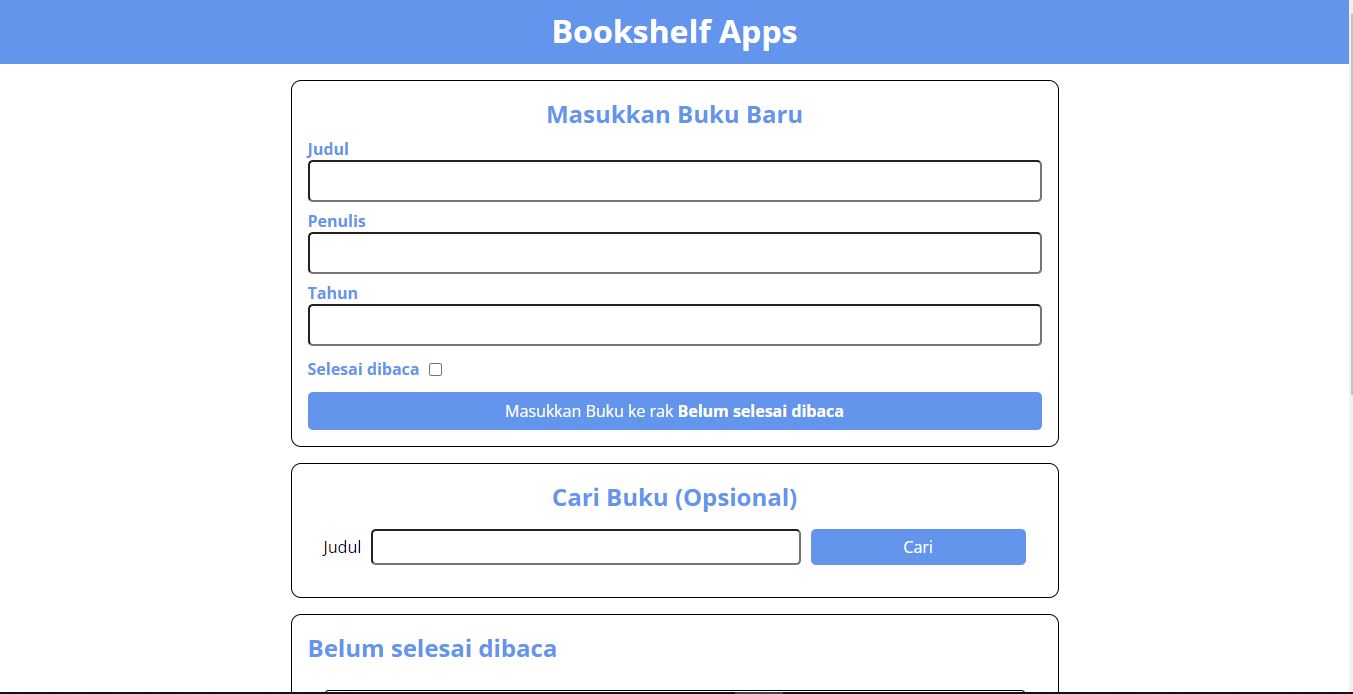 Bookshelf Apps
Masukkan Buku Baru
Judul
Penulis
Tahun
Selesai dibaca
Masukkan Buku ke rak Belum selesai dibaca
Cari Buku (Opsional)
Judul Cari
Belum selesai dibaca